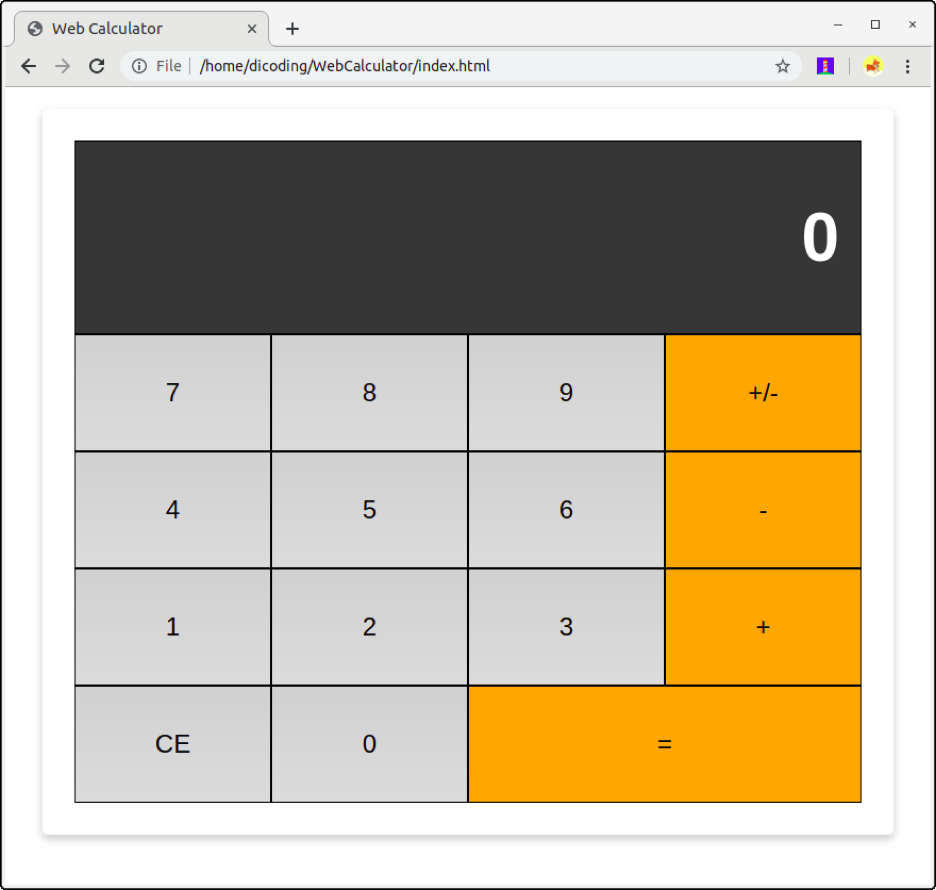 Web Calculator
File /home/dicoding/WebCalculator/index.html
0
7 8 9 +/-
4 5 6 -
1 2 3 +
CE 0 =